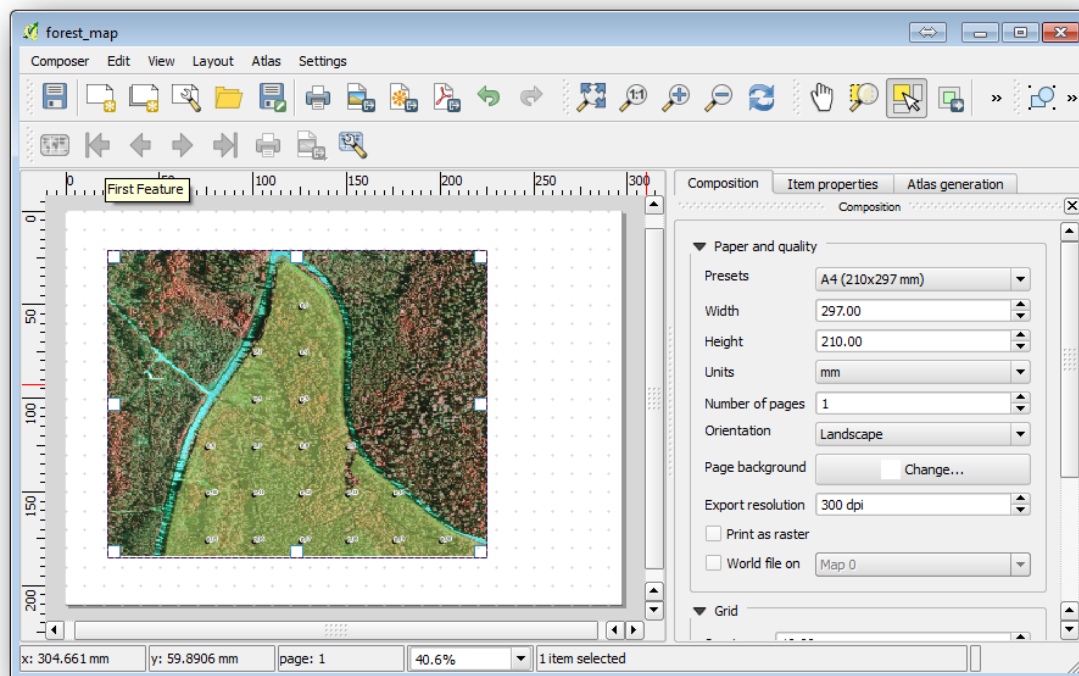 forest_map
Composer Edit View Layout Atlas Settings
1:1 » »
First Feature
0 100 150 200 250 300
0
50
100
150
200
Composition Item properties Atlas generation
Composition
Paper and quality
Presets A4 (210x297 mm)
Width 297.00
Height 210.00
Units mm
Number of pages 1
Orientation Landscape
Page background Change...
Export resolution 300 dpi
Print as raster
World file on Map 0
Grid
x: 304.661 mm y: 59.8906 mm page: 1 40.6% 1 item selected